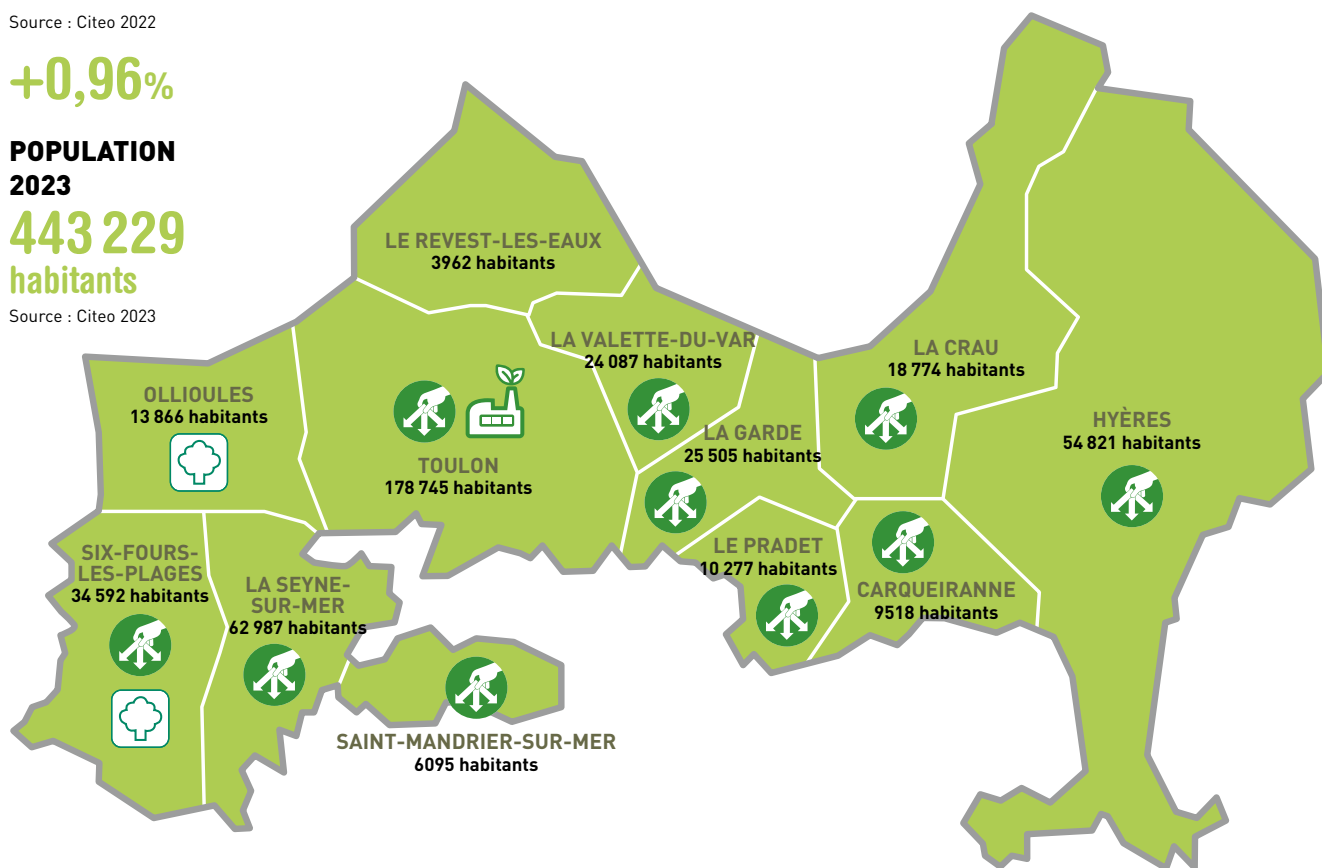 Source : Citeo 2022
+0,96%
POPULATION
2023
443 229
habitants
Source : Citeo 2023
LE REVEST-LES-EAUX
3962 habitants
LA VALETTE-DU-VAR
24 087 habitants
LA CRAU
18 774 habitants
OLLIOULES
13 866 habitants
HYÈRES
54 821 habitants
LA GARDE
25 505 habitants
TOULON
178 745 habitants
SIX-FOURS-
LES-PLAGES
34 592 habitants
LA SEYNE-
SUR-MER
62 987 habitants
LE PRADET
10 277 habitants
CARQUEIRANNE
9518 habitants
SAINT-MANDRIER-SUR-MER
6095 habitants